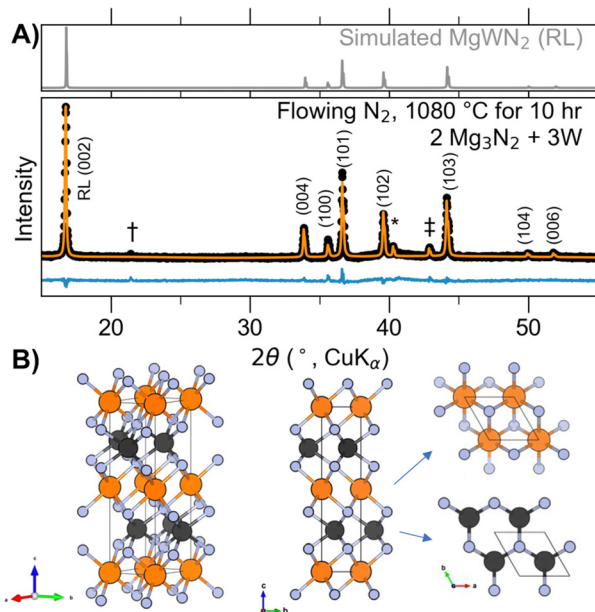 A)
Simulated MgWN₂ (RL)
Flowing N₂, 1080 °C for 10 hr
2 Mg₃N₂ + 3W
Intensity
RL (002)
†
(004)
(100)
(101)
(102)
*
‡
(103)
(104)
(006)
20
30
40
50
2θ (°, CuKα)
B)
c
a
b
c
b
b
a